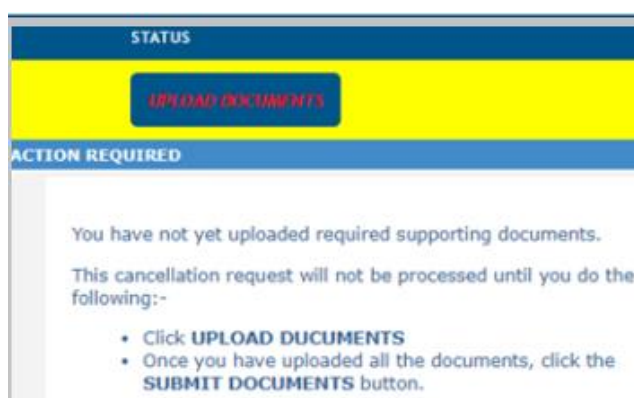 STATUS
UPLOAD DOCUMENTS
ACTION REQUIRED
You have not yet uploaded required supporting documents.
This cancellation request will not be processed until you do the
following:-
• Click UPLOAD DUCUMENTS
• Once you have uploaded all the documents, click the
SUBMIT DOCUMENTS button.